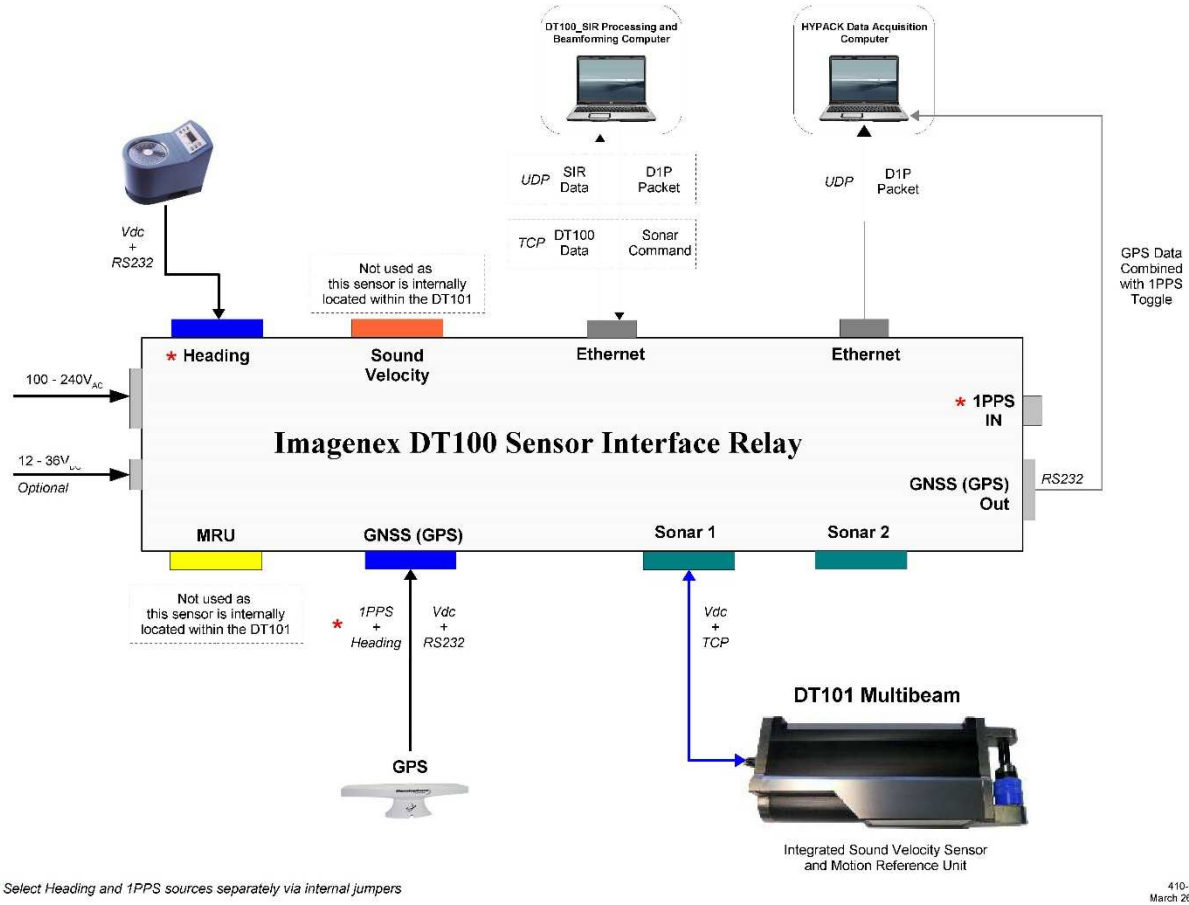 DT100_SIR Processing and
Beamforming Computer
HYPACK Data Acquisition
Computer
UDP
SIR
Data
D1P
Packet
TCP
DT100
Data
Sonar
Command
UDP
D1P
Packet
Vdc
+
RS232
GPS Data
Combined
with 1PPS
Toggle
Not used as
this sensor is internally
located within the DT101
* Heading
Sound
Velocity
Ethernet
Ethernet
100 - 240VAC
* 1PPS
IN
Imagenex DT100 Sensor Interface Relay
12 - 36V
Optional
GNSS (GPS)
Out
RS232
MRU
GNSS (GPS)
Sonar 1
Sonar 2
Not used as
this sensor is internally
located within the DT101
*
1PPS
+
Heading
Vdc
+
RS232
Vdc
+
TCP
DT101 Multibeam
GPS
Integrated Sound Velocity Sensor
and Motion Reference Unit
Select Heading and 1PPS sources separately via internal jumpers
410-
March 26